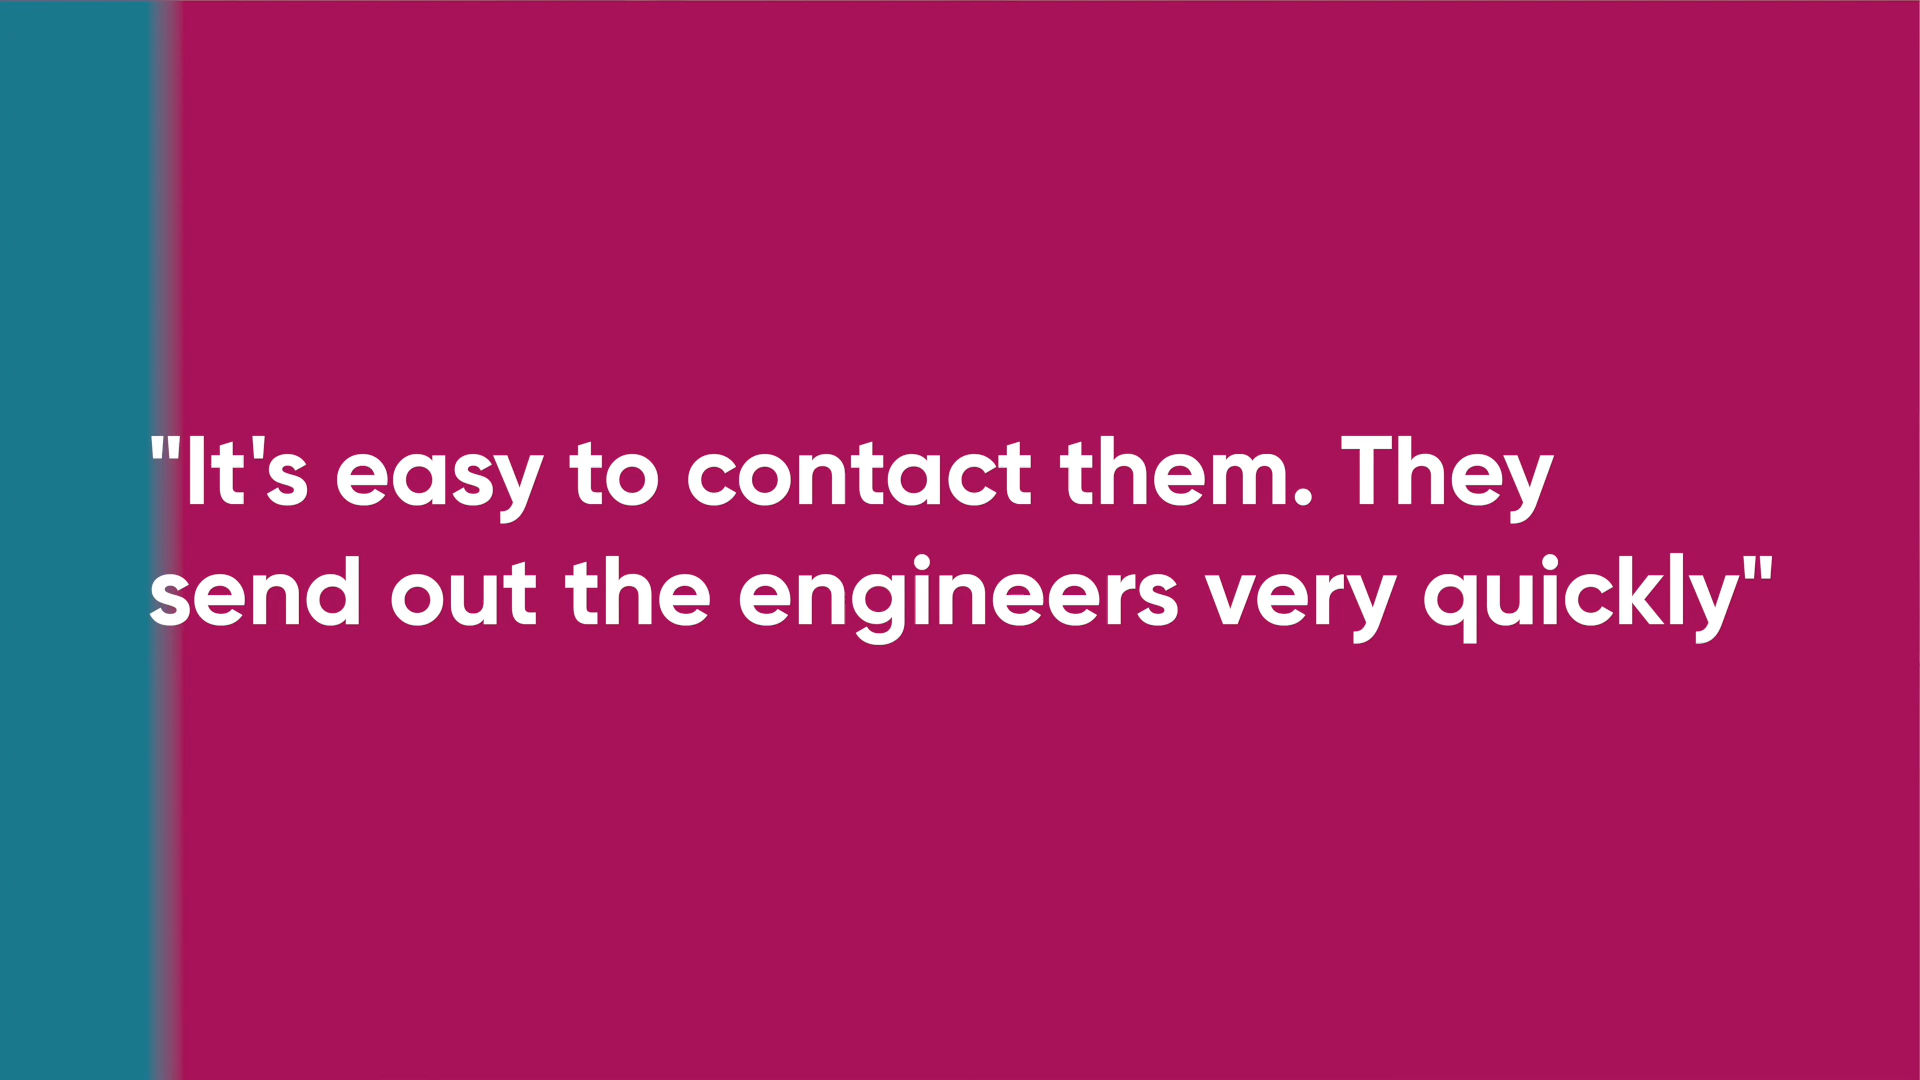 "It's easy to contact them. They
send out the engineers very quickly"